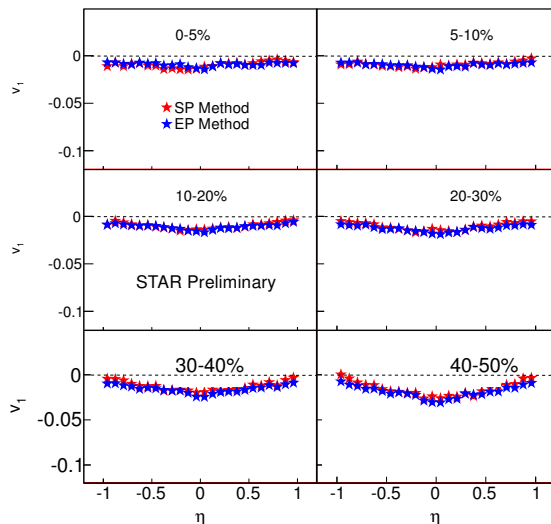 0-5%
5-10%
0
-0.05
-0.1
v1
SP Method
EP Method
10-20%
20-30%
0
-0.05
-0.1
v1
STAR Preliminary
30-40%
40-50%
0
-0.05
-0.1
v1
-1 -0.5 0 0.5 1
-1 -0.5 0 0.5 1
η
η